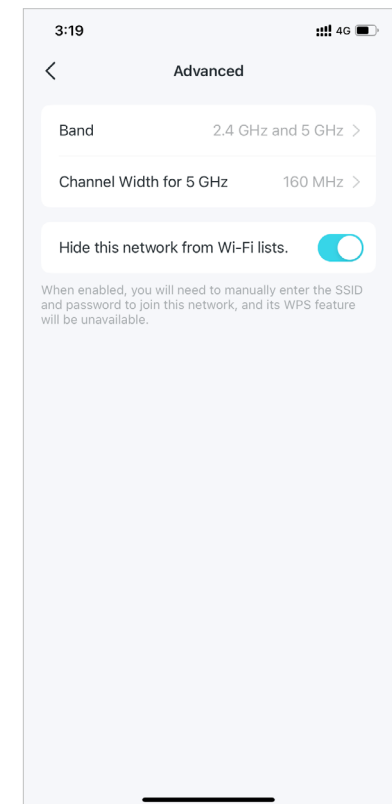 3:19 4G
Advanced
Band 2.4 GHz and 5 GHz >
Channel Width for 5 GHz 160 MHz >
Hide this network from Wi-Fi lists.
When enabled, you will need to manually enter the SSID
and password to join this network, and its WPS feature
will be unavailable.